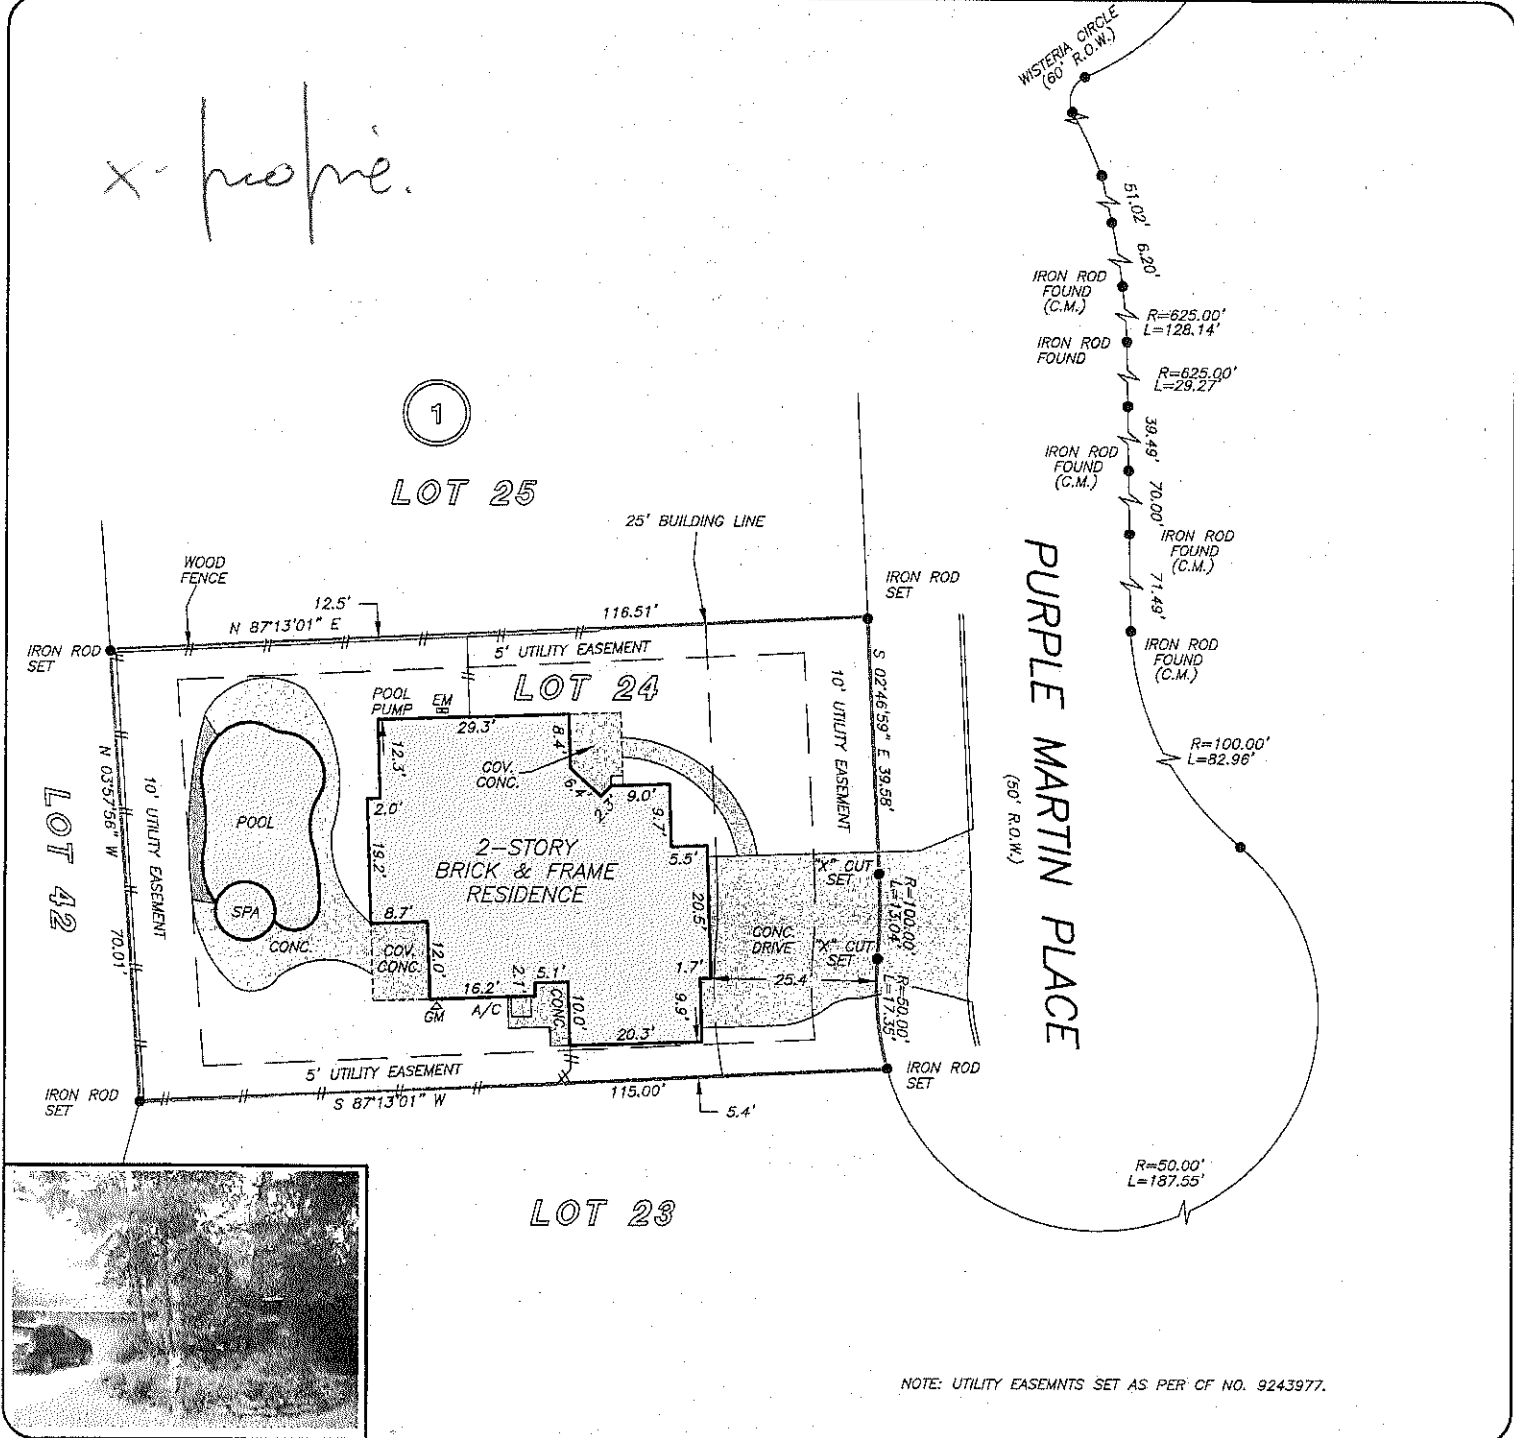 WISTERIA CIRCLE
(60' R.O.W.)
51.02'
6.20'
IRON ROD
FOUND
(C.M.)
R=625.00'
L=128.14'
IRON ROD
FOUND
R=625.00'
L=29.27'
39.49'
IRON ROD
FOUND
(C.M.)
70.00'
IRON ROD
FOUND
(C.M.)
71.49'
IRON ROD
FOUND
(C.M.)
R=100.00'
L=82.96'
PURPLE MARTIN PLACE
(50' R.O.W.)
R=50.00'
L=187.55'
1
LOT 25
25' BUILDING LINE
WOOD
FENCE
12.5'
N 87°13'01" E
116.51'
IRON ROD
SET
IRON ROD
SET
5' UTILITY EASEMENT
LOT 24
POOL
PUMP
EM
29.3'
8.4'
12.3'
COV.
CONC.
6.4'
2.3'
9.0'
9.7'
2.0'
5.5'
10' UTILITY EASEMENT
S 02°46'59" E 39.58'
N 03°57'56" W
70.01'
10' UTILITY EASEMENT
LOT 42
POOL
SPA
CONC.
19.2'
2-STORY
BRICK & FRAME
RESIDENCE
8.7'
COV.
CONC.
12.0'
20.5'
CONC.
DRIVE
"X" CUT
SET
"X" CUT
SET
R=100.00'
L=13.04'
R=50.00'
L=17.35'
1.7'
25.4'
16.2'
2.1'
5.1'
GM
A/C
CONC.
10.0'
9.9'
20.3'
5' UTILITY EASEMENT
S 87°13'01" W
115.00'
5.4'
IRON ROD
SET
IRON ROD
SET
LOT 23
NOTE: UTILITY EASEMNTS SET AS PER CF NO. 9243977.